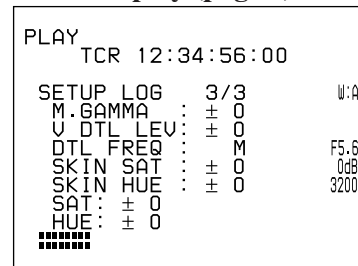 PLAY
TCR 12:34:56:00
SETUP LOG 3/3 W:A
M.GAMMA : ± 0
V DTL LEV: ± 0
DTL FREQ : M F5.6
SKIN SAT : ± 0 0dB
SKIN HUE : ± 0 3200
SAT: ± 0
HUE: ± 0